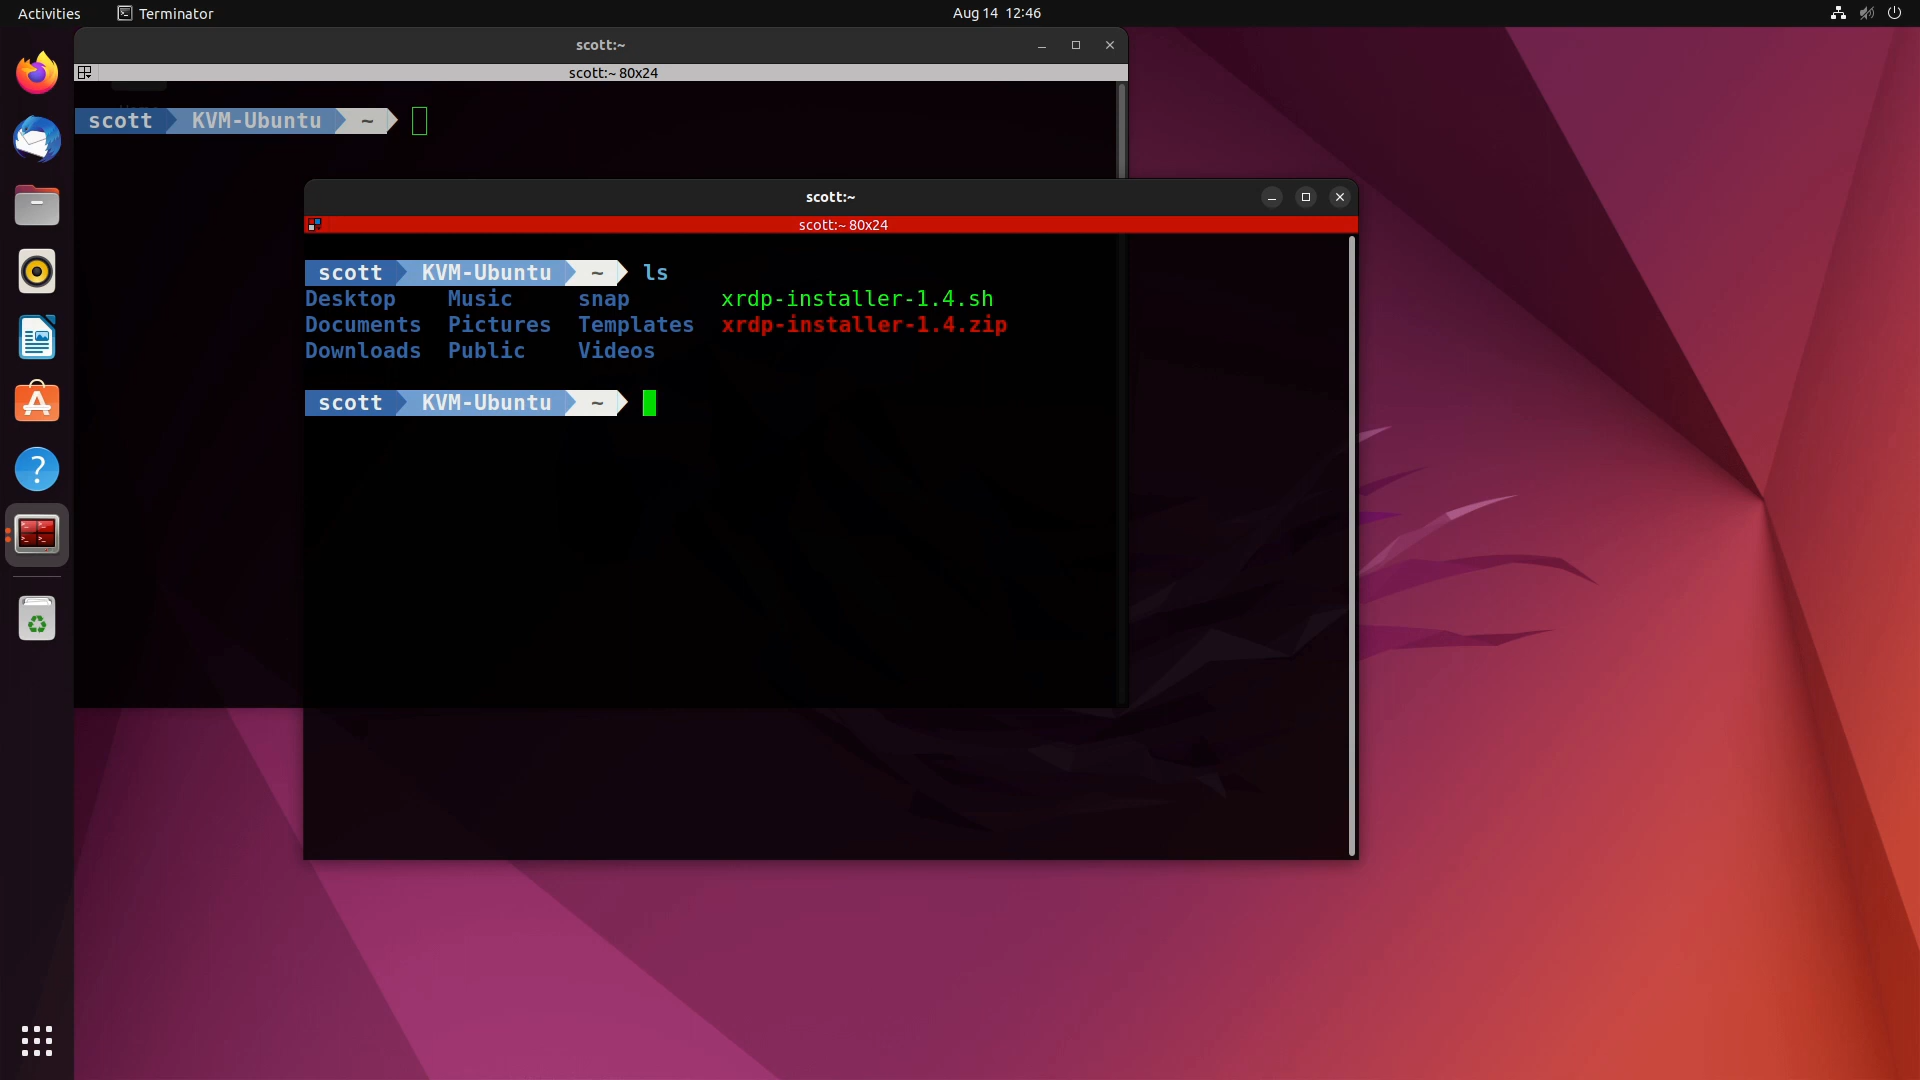 Activities Terminator Aug 14 12:46
scott:~
scott:~ 80x24
scott KVM-Ubuntu ~
scott:~
scott:~ 80x24
scott KVM-Ubuntu ~ ls
Desktop Music snap xrdp-installer-1.4.sh
Documents Pictures Templates xrdp-installer-1.4.zip
Downloads Public Videos
scott KVM-Ubuntu ~